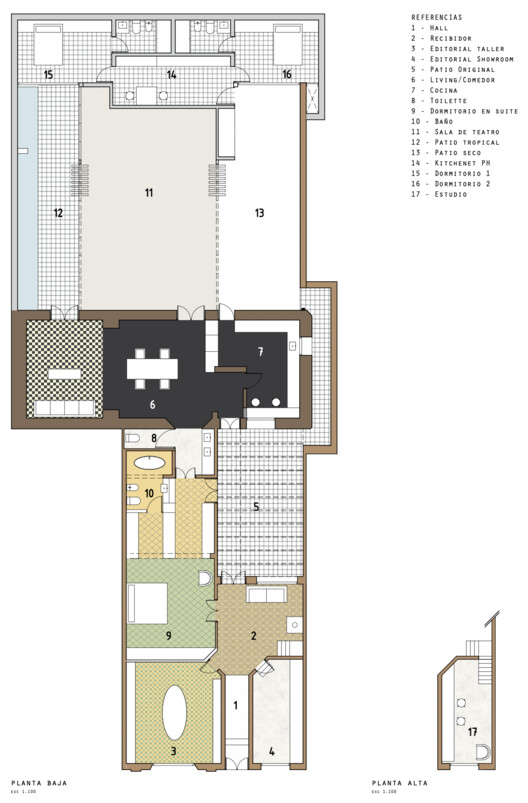 REFERENCIAS
1 - Hall
2 - Recibidor
3 - Editorial taller
4 - Editorial Showroom
5 - Patio Original
6 - Living/Comedor
7 - Cocina
8 - Toilette
9 - Dormitorio en suite
10 - Baño
11 - Sala de teatro
12 - Patio tropical
13 - Patio seco
14 - Kitchenet PH
15 - Dormitorio 1
16 - Dormitorio 2
17 - Estudio
15
14
16
11
12
13
7
6
8
10
5
9
2
1
3
4
17
PLANTA BAJA
esc 1.100
PLANTA ALTA
esc 1.100